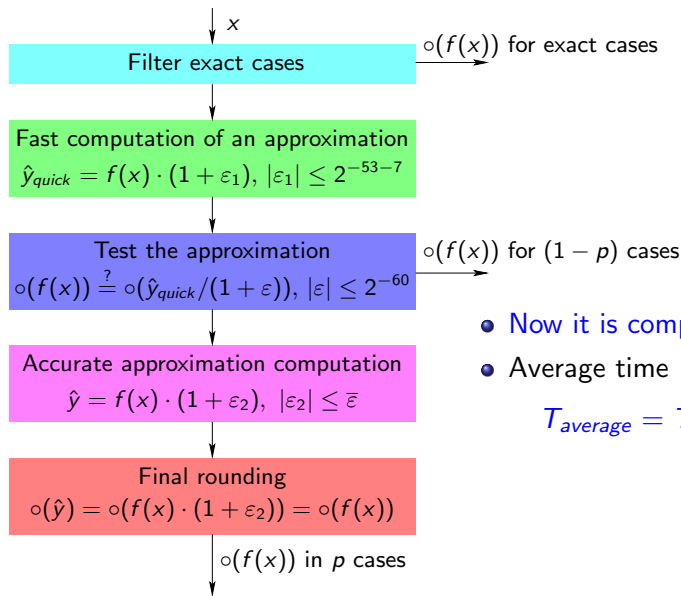 x
Filter exact cases
∘(f(x)) for exact cases
Fast computation of an approximation
ŷ_quick = f(x) · (1 + ε₁), |ε₁| ≤ 2^{−53−7}
Test the approximation
∘(f(x)) ≟ ∘(ŷ_quick/(1 + ε)), |ε| ≤ 2^{−60}
∘(f(x)) for (1 − p) cases
Accurate approximation computation
ŷ = f(x) · (1 + ε₂), |ε₂| ≤ ε̅
Final rounding
∘(ŷ) = ∘(f(x) · (1 + ε₂)) = ∘(f(x))
∘(f(x)) in p cases
• Now it is
• Average time
T_average =